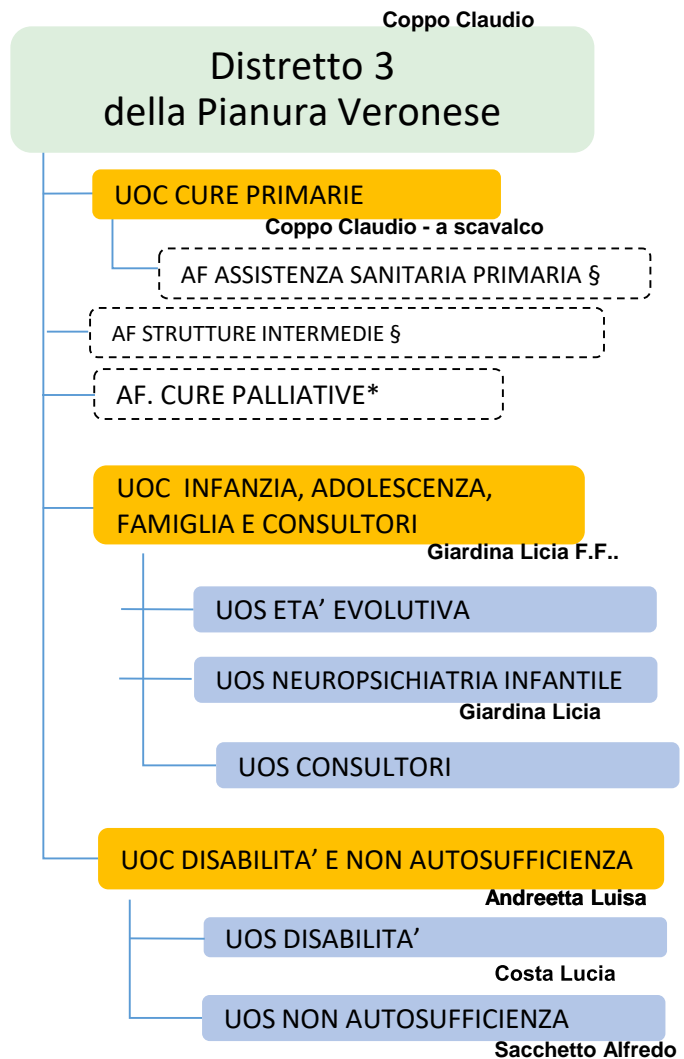 Coppo Claudio
Distretto 3
della Pianura Veronese
UOC CURE PRIMARIE
Coppo Claudio - a scavalco
AF ASSISTENZA SANITARIA PRIMARIA §
AF STRUTTURE INTERMEDIE §
AF. CURE PALLIATIVE*
UOC INFANZIA, ADOLESCENZA,
FAMIGLIA E CONSULTORI
Giardina Licia F.F..
UOS ETA’ EVOLUTIVA
UOS NEUROPSICHIATRIA INFANTILE
Giardina Licia
UOS CONSULTORI
UOC DISABILITA’ E NON AUTOSUFFICIENZA
Andreetta Luisa
UOS DISABILITA’
Costa Lucia
UOS NON AUTOSUFFICIENZA
Sacchetto Alfredo